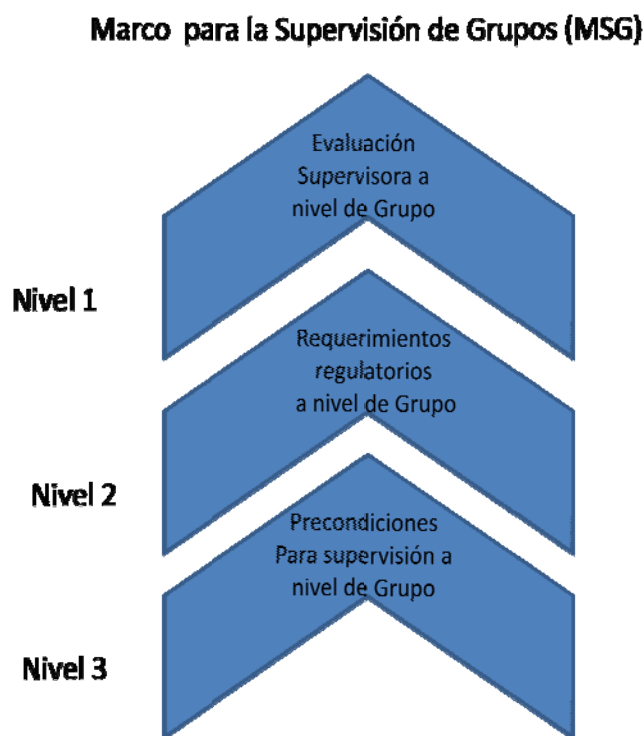 Marco para la Supervisión de Grupos (MSG)
Evaluación
Supervisora a
nivel de Grupo
Nivel 1
Requerimientos
regulatorios
a nivel de Grupo
Nivel 2
Precondiciones
Para supervisión a
nivel de Grupo
Nivel 3